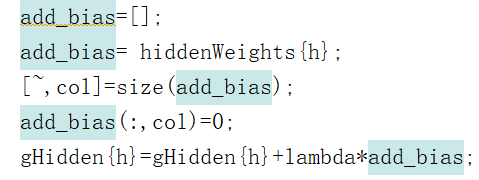 add_bias=[];
add_bias= hiddenWeights{h};
[~,col]=size(add_bias);
add_bias(:,col)=0;
gHidden{h}=gHidden{h}+lambda*add_bias;